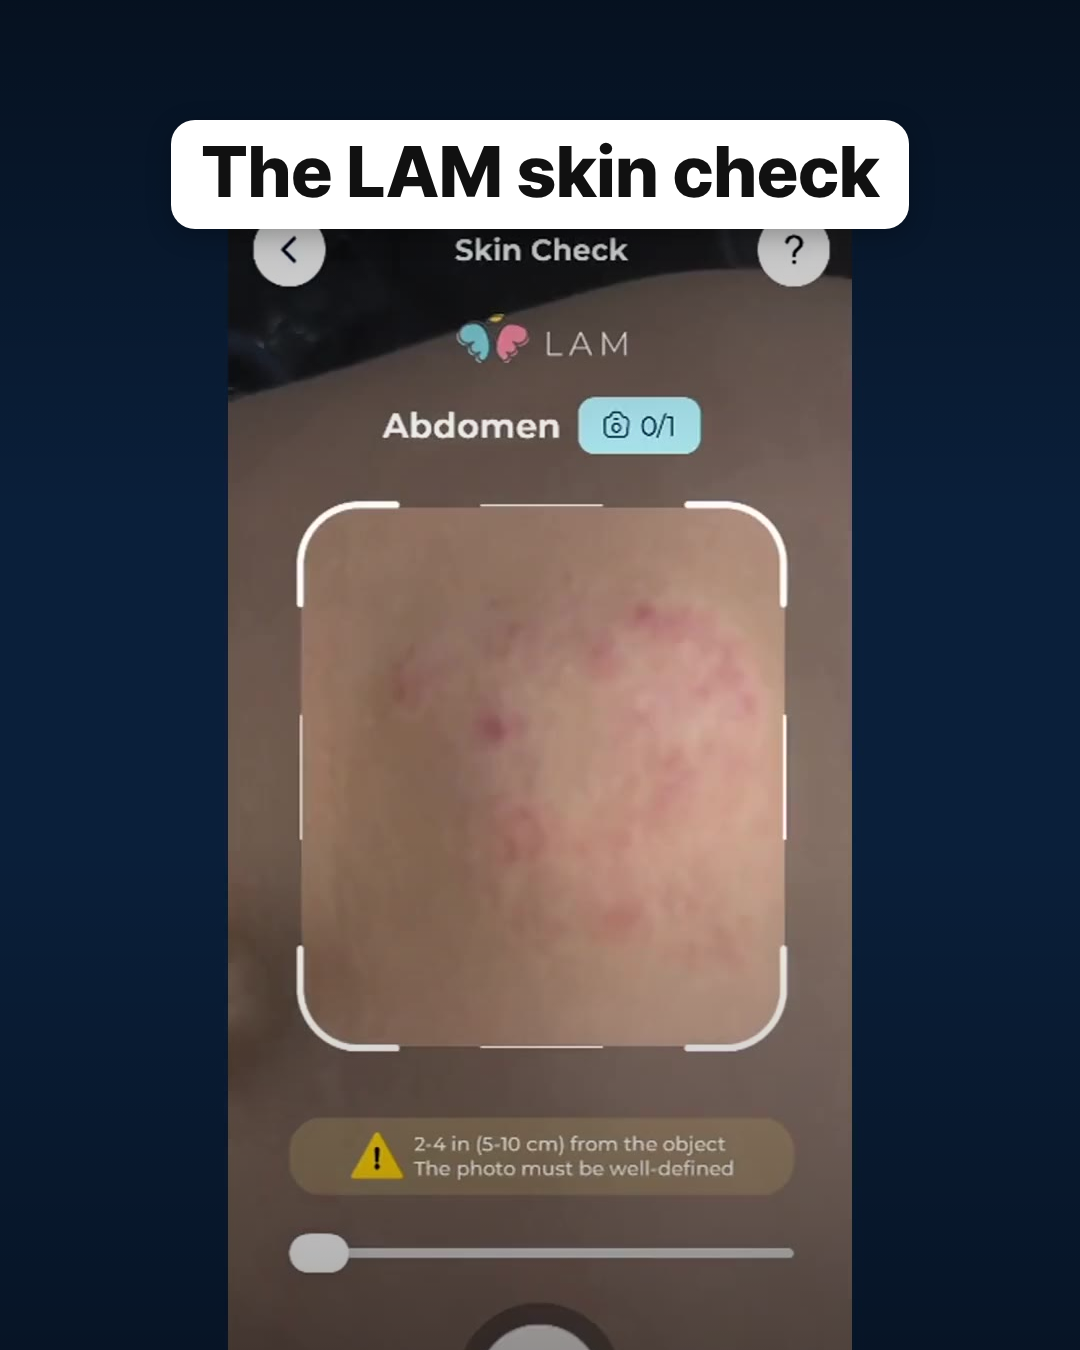 The LAM skin check
Skin Check
?
LAM
Abdomen
0/1
2-4 in (5-10 cm) from the object
The photo must be well-defined